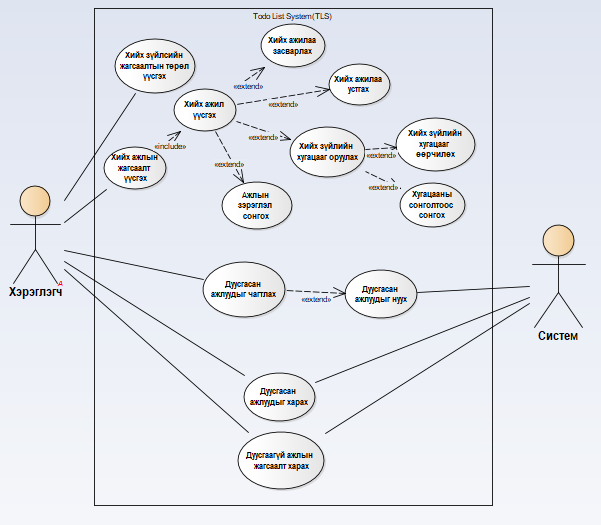 Todo List System(TLS)
Хийх зүйлсийн
жагсаалтын төрөл
үүсгэх
Хийх ажилаа
засварлах
«extend»
Хийх ажилаа
устгах
«extend»
Хийх ажил
үүсгэх
«include»
Хийх ажлын
жагсаалт
үүсгэх
«extend»
Хийх зүйлийн
хугацааг оруулах
«extend»
Хийх зүйлийн
хугацааг
өөрчилөх
«extend»
Ажлын
зэрэглэл
сонгох
«extend»
Хугацааны
сонголтоос
сонгох
Хэрэглэгч
д
Дуусгасан
ажлуудыг чагтлах
«extend»
Дуусгасан
ажлуудыг нуух
Систем
Дуусгасан
ажлуудыг харах
Дуусгаагүй ажлын
жагсаалт харах